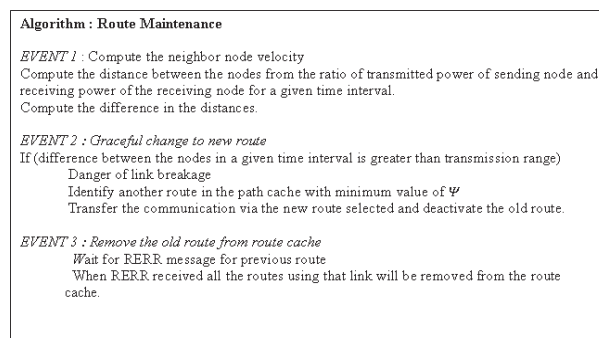 Algorithm : Route Maintenance
EVENT 1 : Compute the neighbor node velocity
Compute the distance between the nodes from the ratio of transmitted power of sending node and
receiving power of the receiving node for a given time interval.
Compute the difference in the distances.
EVENT 2 : Graceful change to new route
If (difference between the nodes in a given time interval is greater than transmission range)
Danger of link breakage
Identify another route in the path cache with minimum value of Ψ
Transfer the communication via the new route selected and deactivate the old route.
EVENT 3 : Remove the old route from route cache
Wait for RERR message for previous route
When RERR received all the routes using that link will be removed from the route
cache.